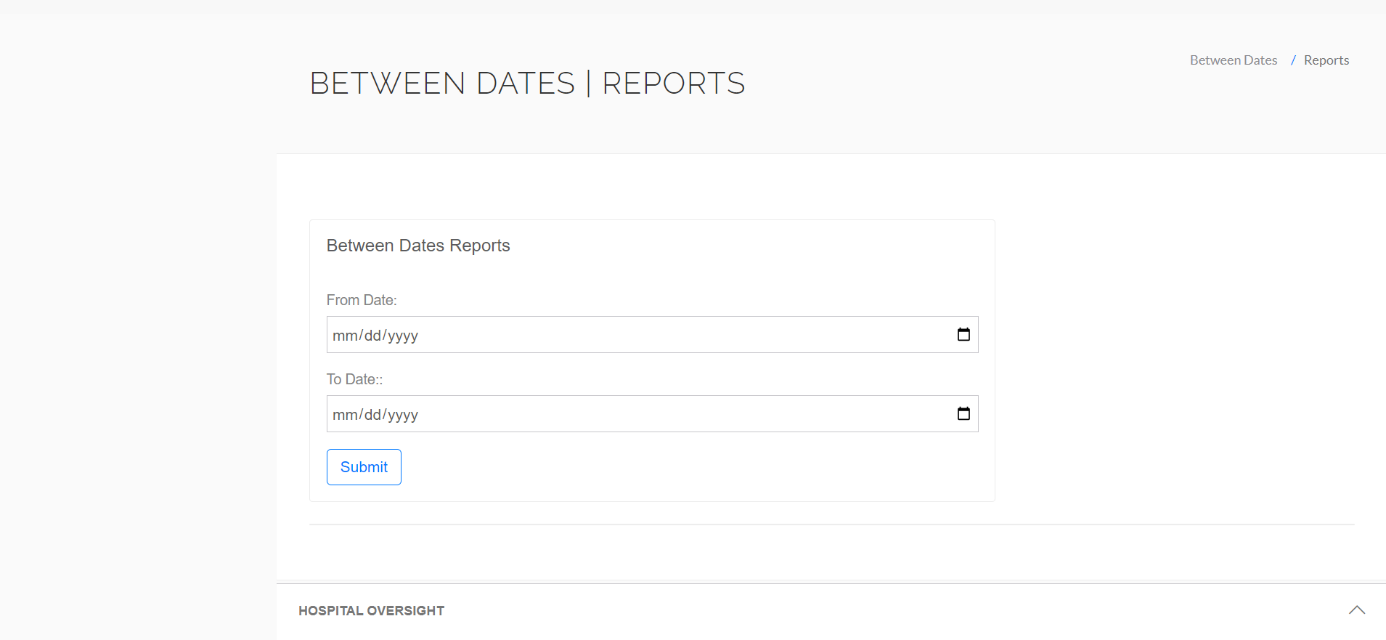 Between Dates / Reports
BETWEEN DATES | REPORTS
Between Dates Reports
From Date:
mm/dd/yyyy
To Date::
mm/dd/yyyy
Submit
HOSPITAL OVERSIGHT